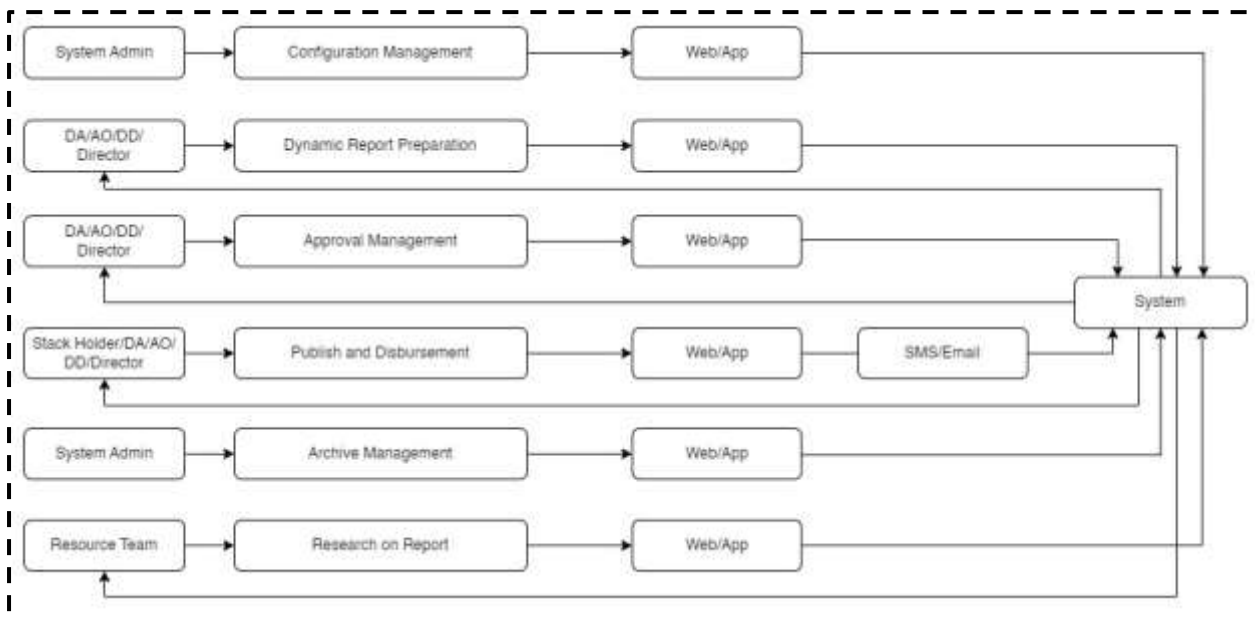 System Admin
Configuration Management
Web/App
DA/AO/DD/
Director
Dynamic Report Preparation
Web/App
DA/AO/DD/
Director
Approval Management
Web/App
System
Stack Holder/DA/AO/
DD/Director
Publish and Disbursement
Web/App
SMS/Email
System Admin
Archive Management
Web/App
Resource Team
Research on Report
Web/App